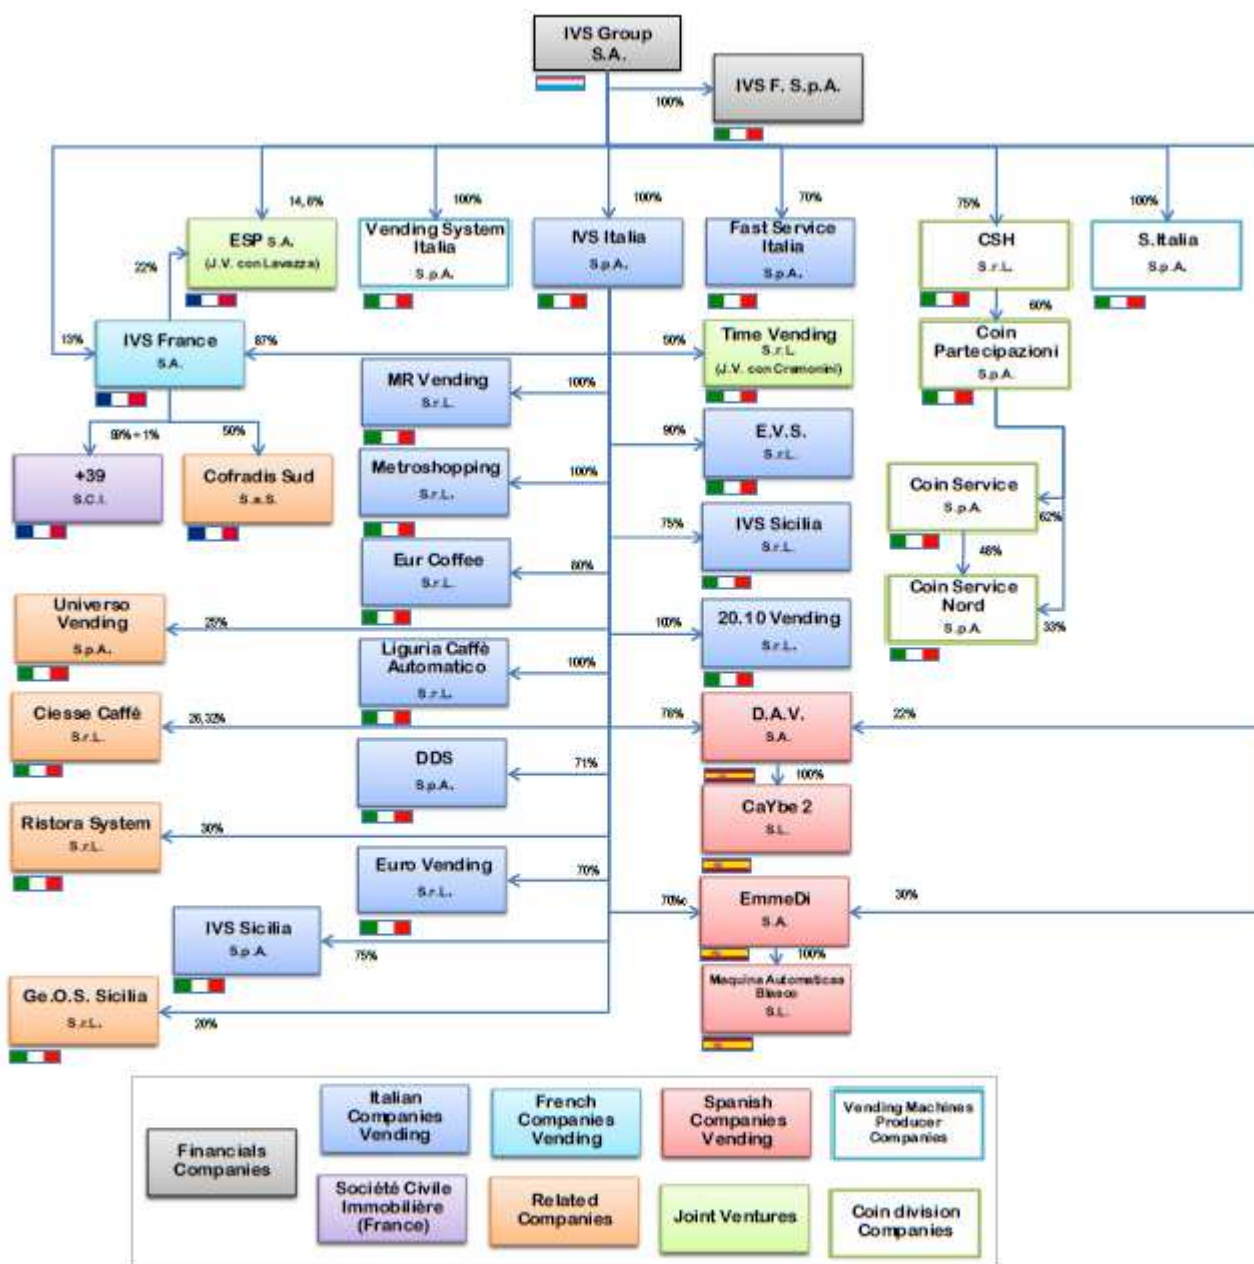 IVS Group
S.A.
100%
IVS F. S.p.A.
14,8%
100%
100%
70%
75%
100%
ESP S.A.
(J.V. con Lavazza)
Vending System
Italia
S.p.A.
IVS Italia
S.p.A.
Fast Service
Italia
S.p.A.
CSH
S.r.L.
S.Italia
S.p.A.
22%
60%
13%
IVS France
S.A.
87%
50%
Time Vending
S.r.L.
(J.V. con Cremonini)
Coin
Partecipazioni
S.p.A.
MR Vending
S.r.L.
100%
99% + 1%
50%
90%
E.V.S.
S.r.L.
+39
S.C.I.
Cofradis Sud
S.a.S.
Metroshopping
S.r.L.
100%
Coin Service
S.p.A.
62%
75%
IVS Sicilia
S.r.L.
48%
Eur Coffee
S.r.L.
80%
Coin Service
Nord
S.p.A.
33%
Universo
Vending
S.p.A.
25%
100%
20.10 Vending
S.r.L.
Liguria Caffè
Automatico
S.r.L.
100%
Ciesse Caffè
S.r.L.
26,32%
78%
D.A.V.
S.A.
22%
DDS
S.p.A.
71%
100%
CaYbe 2
S.L.
Ristora System
S.r.L.
30%
Euro Vending
S.r.L.
70%
70%
EmmeDi
S.A.
30%
IVS Sicilia
S.p.A.
75%
100%
Maquina Automaticas
Blasco
S.L.
Ge.O.S. Sicilia
S.r.L.
20%
Financials
Companies
Italian
Companies
Vending
French
Companies
Vending
Spanish
Companies
Vending
Vending Machines
Producer
Companies
Société Civile
Immobilière
(France)
Related
Companies
Joint Ventures
Coin division
Companies